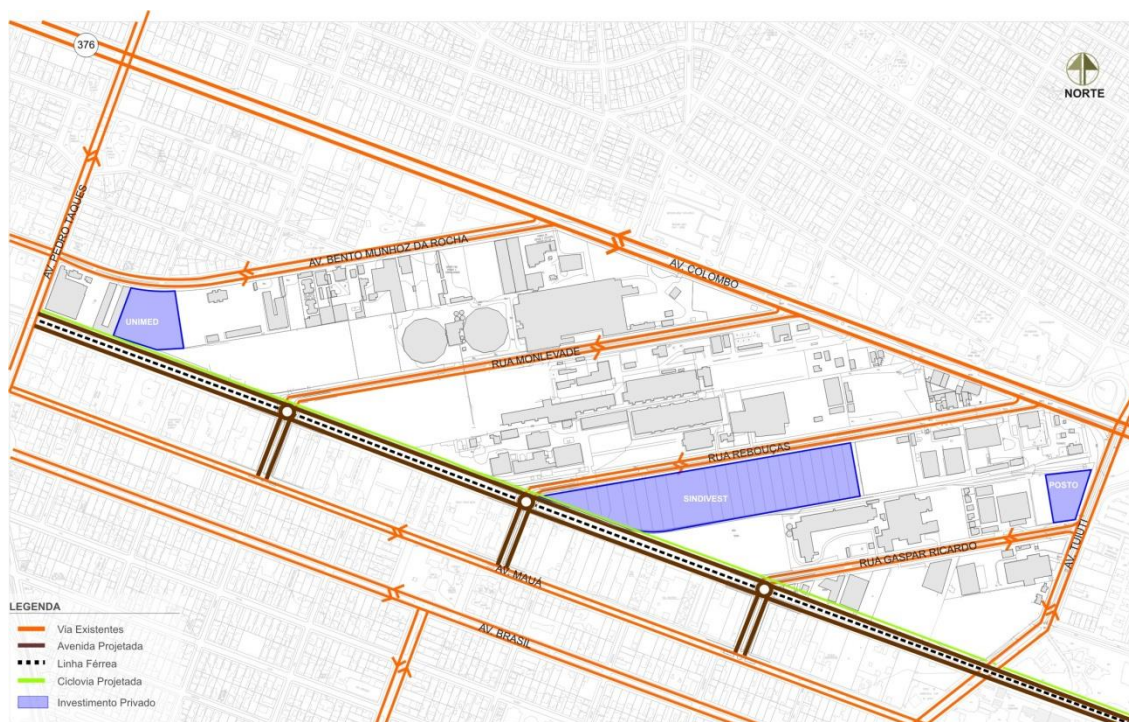 376
NORTE
AV. PEDRO TAQUES
AV. BENTO MUNHOZ DA ROCHA
AV. COLOMBO
UNIMED
RUA MONLEVADE
RUA REBOUÇAS
SINDIVEST
POSTO
RUA GASPAR RICARDO
AV. TUIUTI
AV. MAUÁ
AV. BRASIL
LEGENDA
Via Existentes
Avenida Projetada
Linha Férrea
Ciclovia Projetada
Investimento Privado